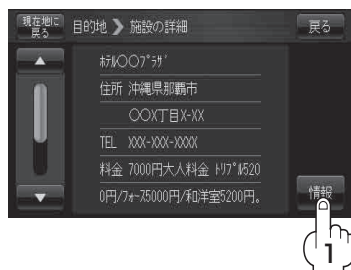 現在地に
戻る
目的地 》 施設の詳細
戻る
ﾎﾃﾙ〇〇ﾌﾟﾗｻﾞ
住所 沖縄県那覇市
〇〇X丁目X-XX
TEL XXX-XXX-XXXX
料金 7000円大人料金 ﾄﾘﾌﾟﾙ520
0円/ﾌｫｰｽ5000円/和洋室5200円。
情報
1